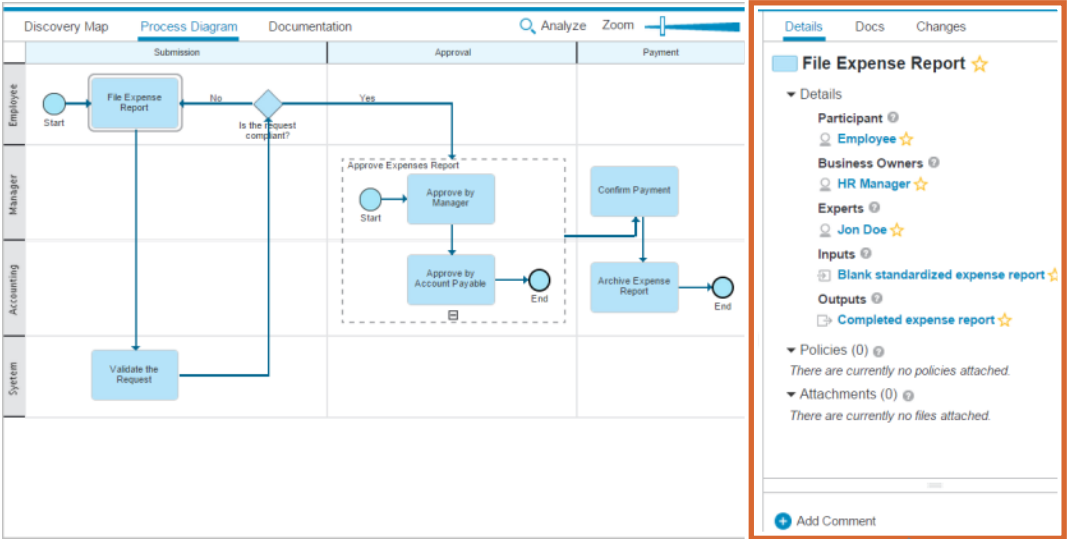 Discovery Map
Process Diagram
Documentation
Analyze
Zoom
Submission
Approval
Payment
Employee
Start
File Expense
Report
No
Is the request
compliant?
Yes
Manager
Approve Expenses Report
Start
Approve by
Manager
Confirm Payment
Accounting
Approve by
Account Payable
End
Archive Expense
Report
End
Syetem
Validate the
Request
Details
Docs
Changes
File Expense Report
Details
Participant
Employee
Business Owners
HR Manager
Experts
Jon Doe
Inputs
Blank standardized expense report
Outputs
Completed expense report
Policies (0)
There are currently no policies attached.
Attachments (0)
There are currently no files attached.
Add Comment